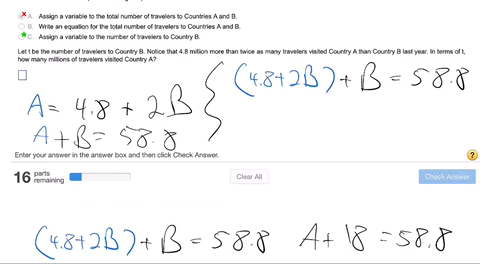 A. Assign a variable to the total number of travelers to Countries A and B.
B. Write an equation for the total number of travelers to Countries A and B.
C. Assign a variable to the number of travelers to Country B.
Let t be the number of travelers to Country B. Notice that 4.8 million more than twice as many travelers visited Country A than Country B last year. In terms of t,
how many millions of travelers visited Country A?
A = 4.8 + 2B
A + B = 58.8
(4.8+2B) + B = 58.8
Enter your answer in the answer box and then click Check Answer.
?
16 parts
remaining
Clear All
Check Answer
(4.8+2B) + B = 58.8
A + 18 = 58.8